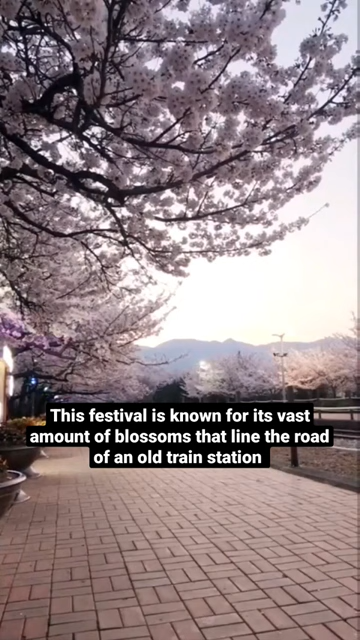 This festival is known for its vast
amount of blossoms that line the road
of an old train station